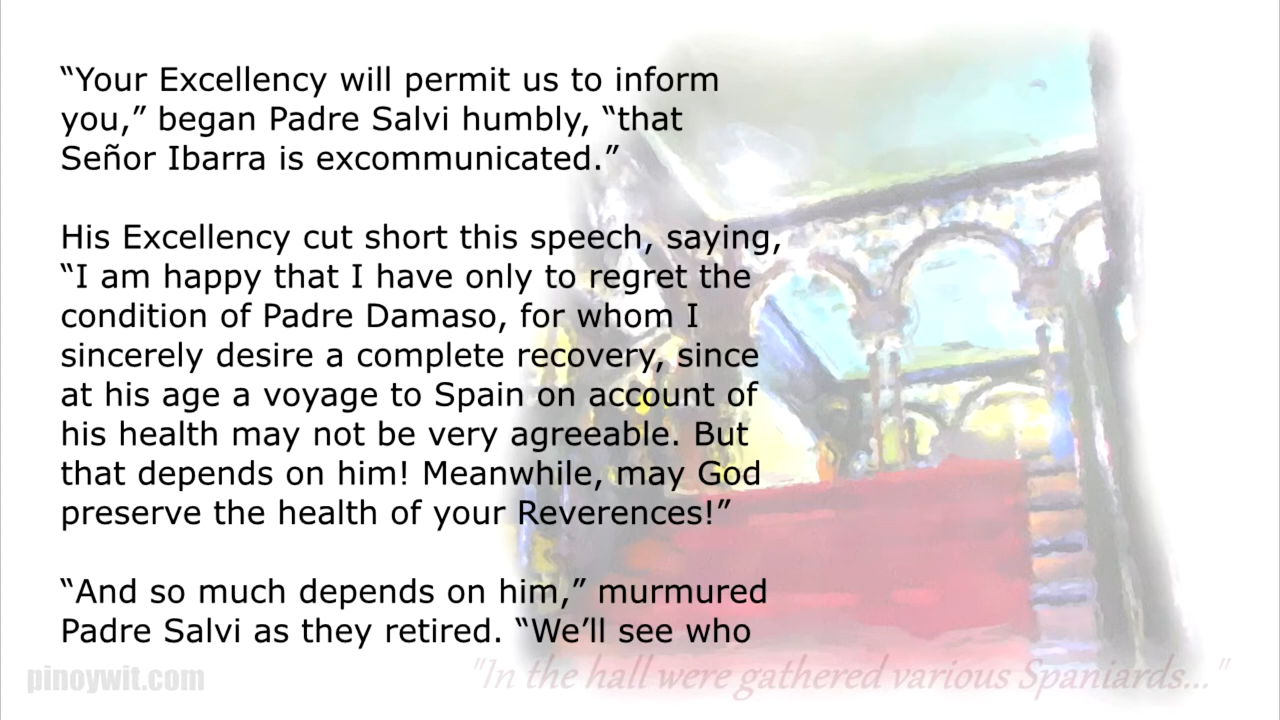 “Your Excellency will permit us to inform
you,” began Padre Salvi humbly, “that
Señor Ibarra is excommunicated.”
His Excellency cut short this speech, saying,
“I am happy that I have only to regret the
condition of Padre Damaso, for whom I
sincerely desire a complete recovery, since
at his age a voyage to Spain on account of
his health may not be very agreeable. But
that depends on him! Meanwhile, may God
preserve the health of your Reverences!”
“And so much depends on him,” murmured
Padre Salvi as they retired. “We’ll see who
pinoywit.com
"In the hall were gathered various Spaniards..."